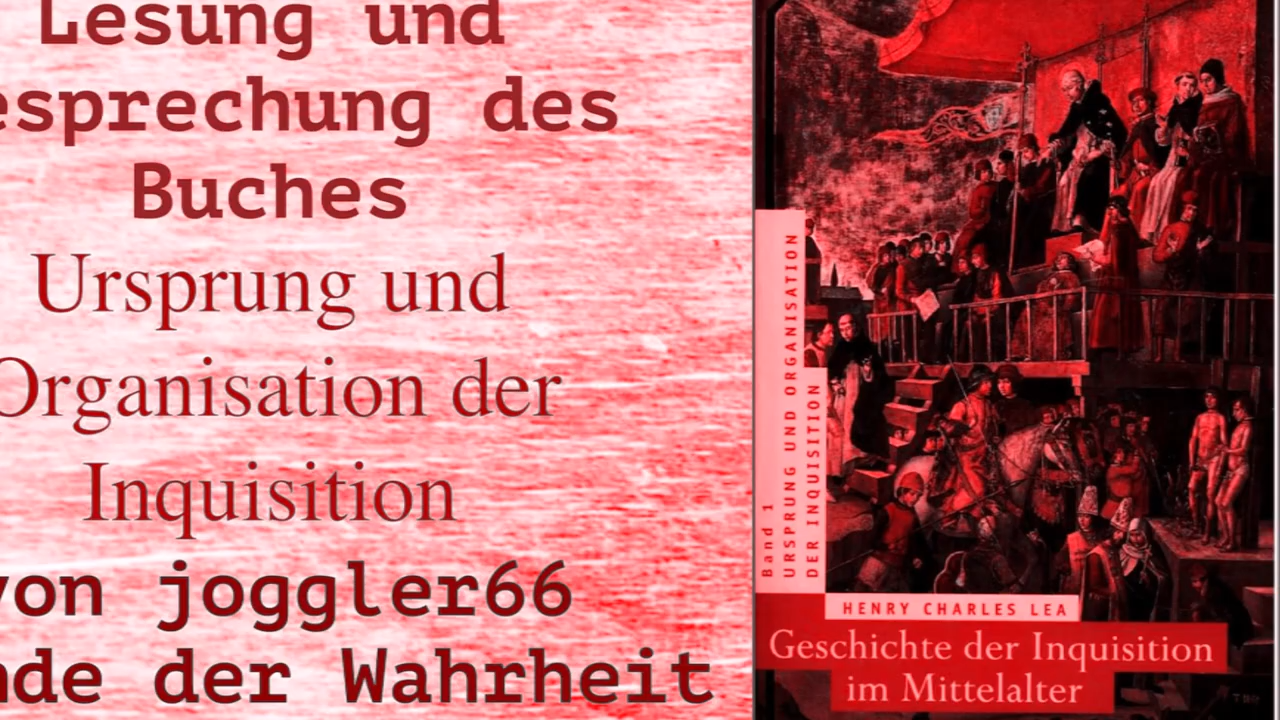 Lesung und
esprechung des
Buches
Ursprung und
Organisation der
Inquisition
von joggler66
nde der Wahrheit
Band 1
URSPRUNG UND ORGANISATION
DER INQUISITION
HENRY CHARLES LEA
Geschichte der Inquisition
im Mittelalter